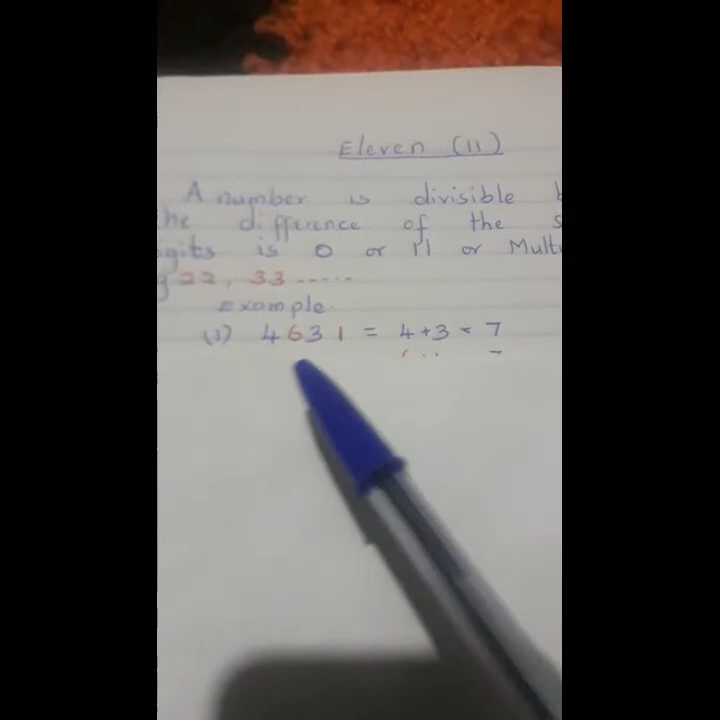 Eleven (11)
A number is divisible
the difference of the
digits is 0 or 11 or
22, 33.....
Example
(1) 4631 = 4+3 = 7